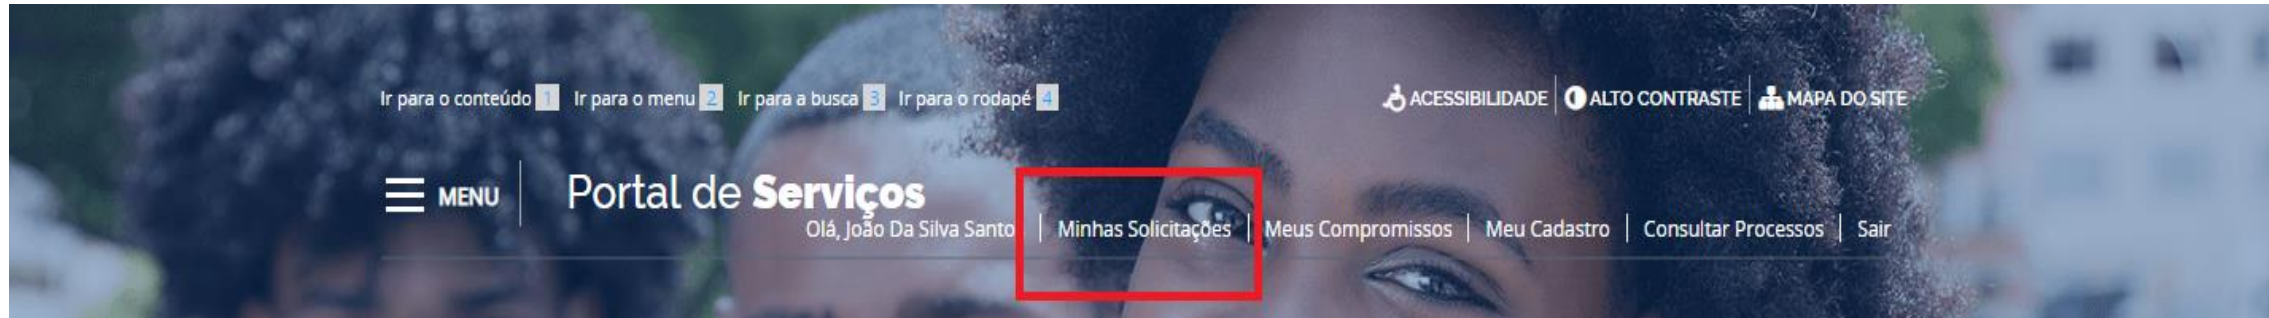 Ir para o conteúdo 1 Ir para o menu 2 Ir para a busca 3 Ir para o rodapé 4
ACESSIBILIDADE ALTO CONTRASTE MAPA DO SITE
MENU
Portal de Serviços
Olá, João Da Silva Santo | Minhas Solicitações | Meus Compromissos | Meu Cadastro | Consultar Processos | Sair